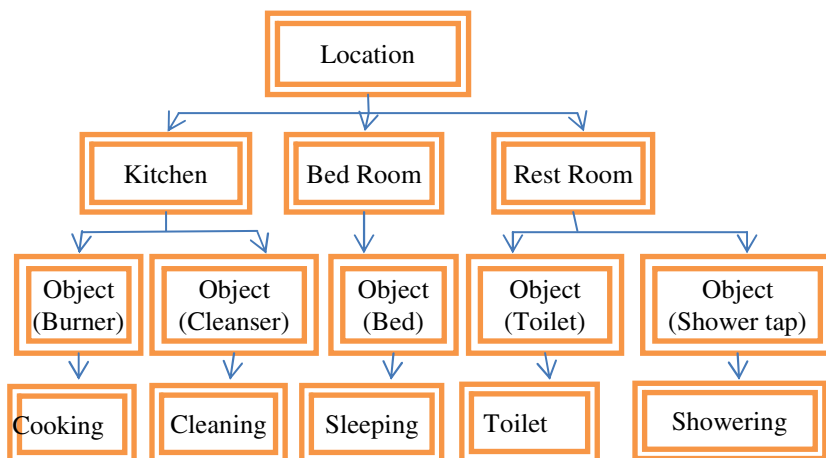 Location
Kitchen
Bed Room
Rest Room
Object
(Burner)
Object
(Cleanser)
Object
(Bed)
Object
(Toilet)
Object
(Shower tap)
Cooking
Cleaning
Sleeping
Toilet
Showering